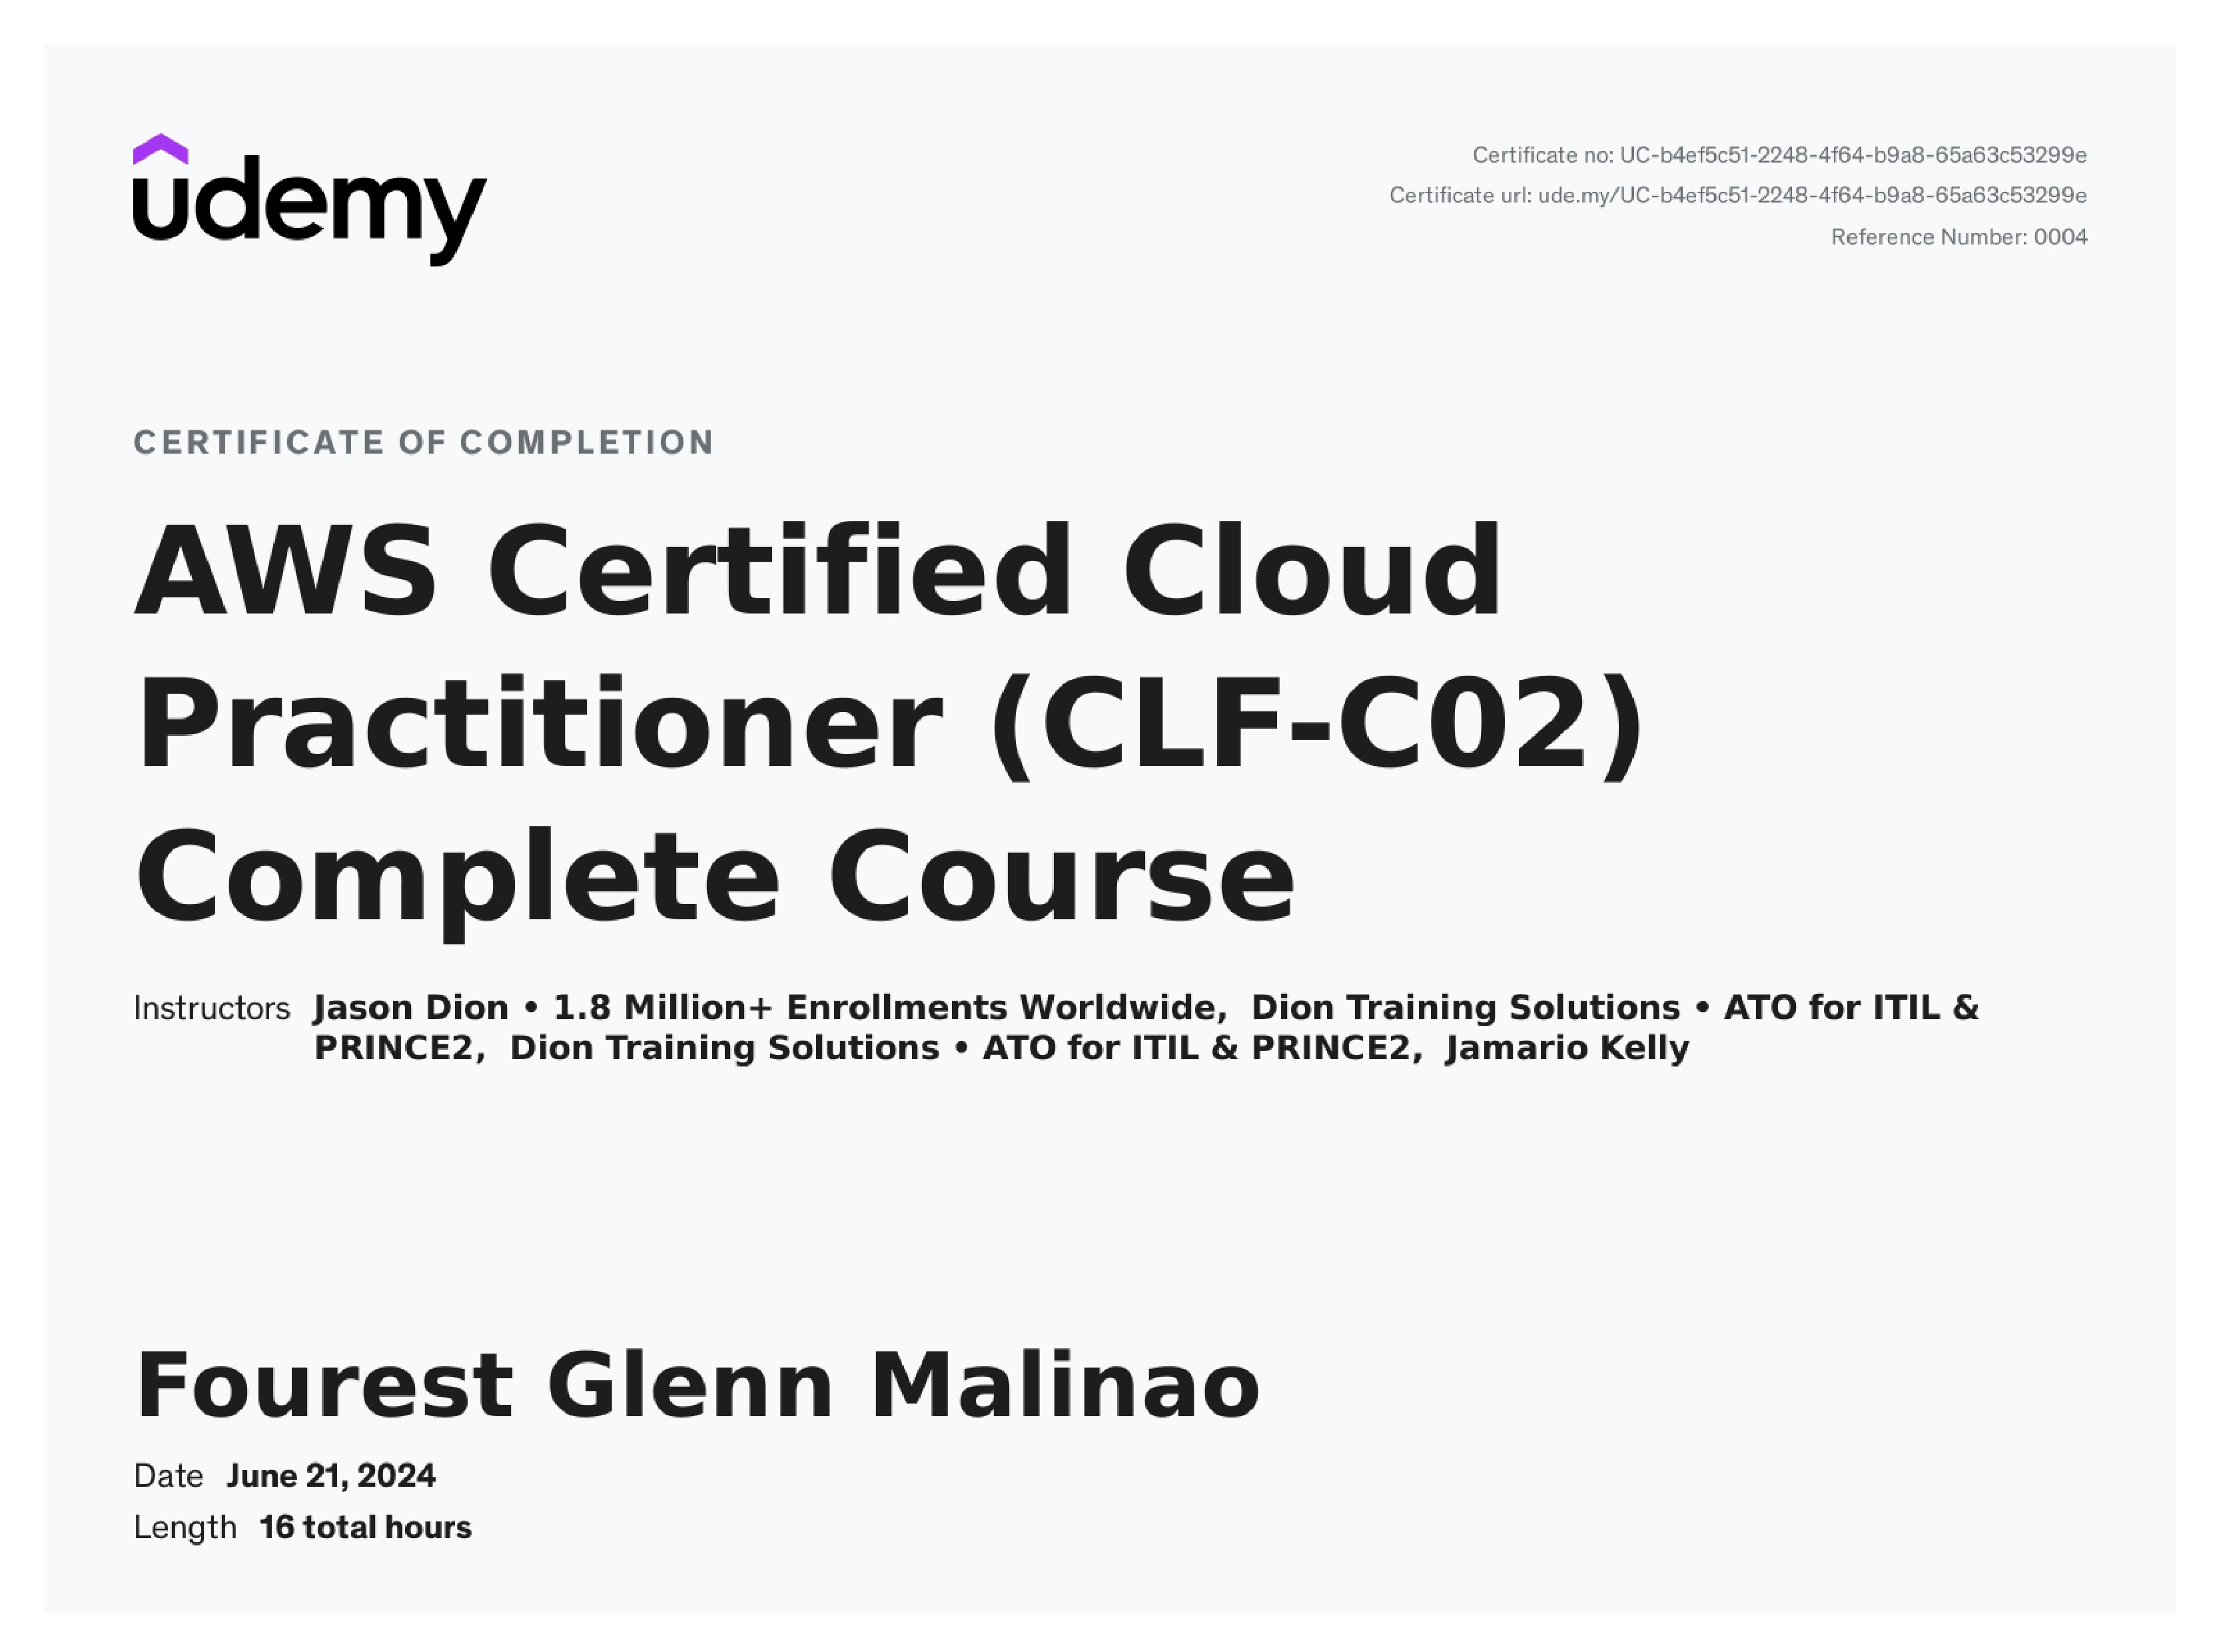 udemy
Certificate no: UC-b4ef5c51-2248-4f64-b9a8-65a63c53299e
Certificate url: ude.my/UC-b4ef5c51-2248-4f64-b9a8-65a63c53299e
Reference Number: 0004
CERTIFICATE OF COMPLETION
AWS Certified Cloud
Practitioner (CLF-C02)
Complete Course
Instructors Jason Dion • 1.8 Million+ Enrollments Worldwide, Dion Training Solutions • ATO for ITIL &
PRINCE2, Dion Training Solutions • ATO for ITIL & PRINCE2, Jamario Kelly
Fourest Glenn Malinao
Date June 21, 2024
Length 16 total hours